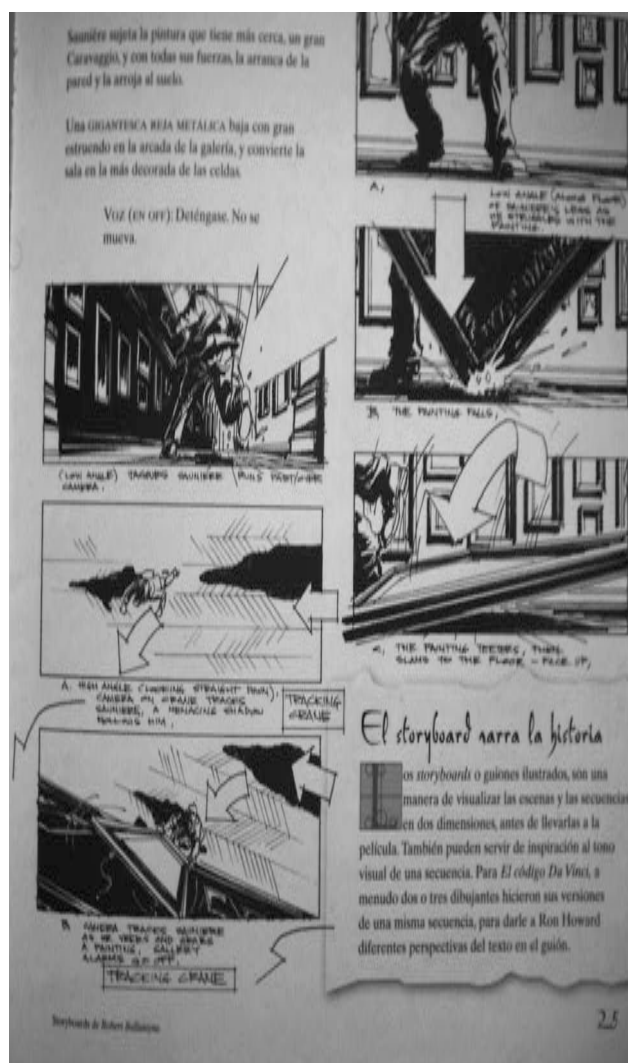 Saunière sujeta la pintura que tiene más cerca, un gran
Caravaggio, y con todas sus fuerzas, la arranca de la
pared y la arroja al suelo.
Una GIGANTESCA REJA METÁLICA baja con gran
estruendo en la arcada de la galería, y convierte la
sala en la más decorada de las celdas.
VOZ (EN OFF): Deténgase. No se
mueva.
(LOW ANGLE) JAQUES SAUNIERE RUNS PAST/OVER
CAMERA.
A. HIGH ANGLE (LOOKING STRAIGHT DOWN).
CAMERA ON CRANE TRACKS
SAUNIERE, A MENACING SHADOW
FOLLOWS HIM.
TRACKING
CRANE
B CAMERA TRACKS SAUNIERE
AS HE VEERS AND GRABS
A PAINTING, GALLERY
ALARMS GO OFF.
TRACKING CRANE
Storyboards de Robert Ballantyne
A,
LOW ANGLE (ALONG FLOOR)
OF SAUNIERE'S LEGS AS
HE STRUGGLES WITH THE
PAINTING.
B, THE PAINTING FALLS,
C, THE PAINTING TEETERS, THEN
SLAMS TO THE FLOOR - FACE UP,
El storyboard narra la historia
Los storyboards o guiones ilustrados, son una
manera de visualizar las escenas y las secuencias
en dos dimensiones, antes de llevarlas a la
película. También pueden servir de inspiración al tono
visual de una secuencia. Para El código Da Vinci, a
menudo dos o tres dibujantes hicieron sus versiones
de una misma secuencia, para darle a Ron Howard
diferentes perspectivas del texto en el guión.
25